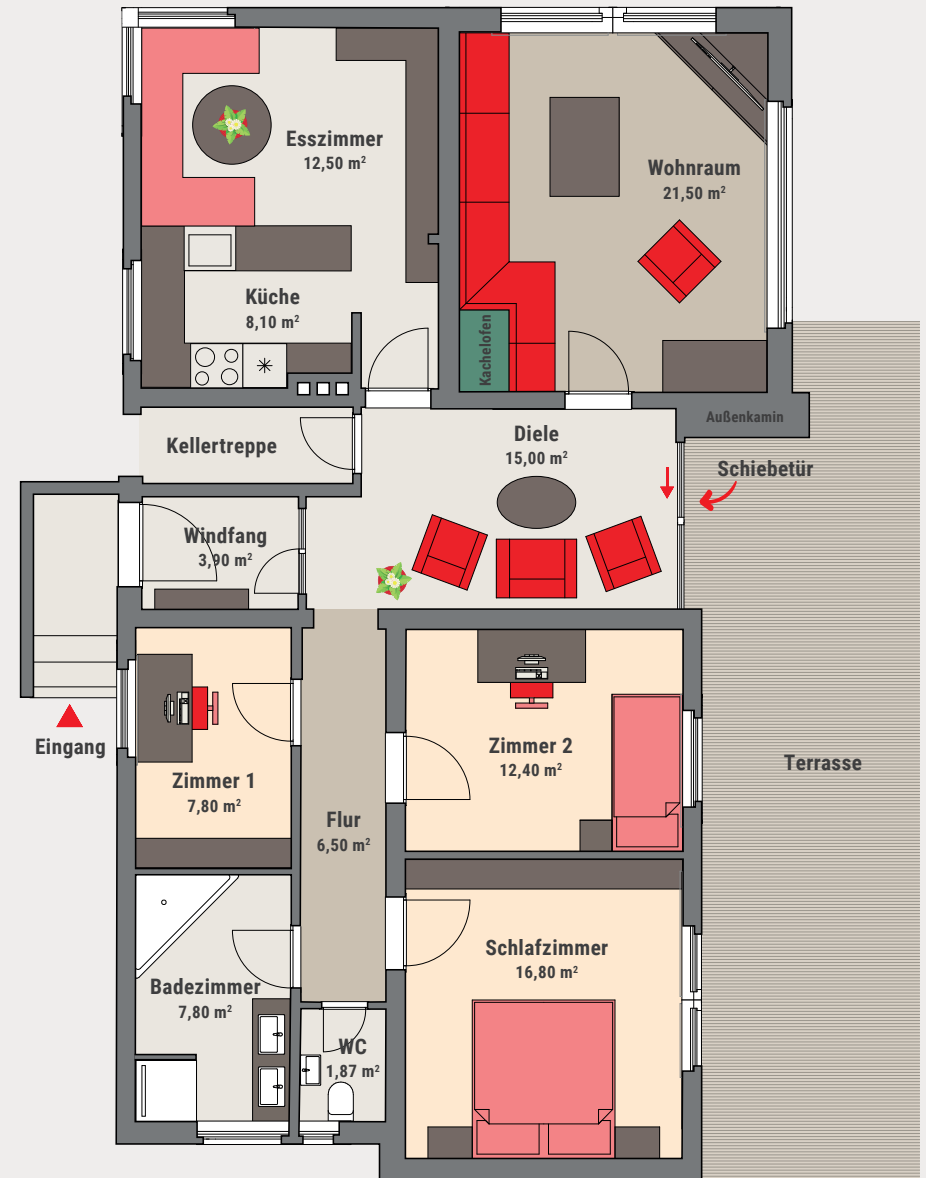 Esszimmer
12,50 m²
Wohnraum
21,50 m²
Küche
8,10 m²
Kachelofen
Außenkamin
Diele
15,00 m²
Kellertreppe
Schiebetür
Windfang
3,90 m²
Eingang
Zimmer 1
7,80 m²
Zimmer 2
12,40 m²
Terrasse
Flur
6,50 m²
Schlafzimmer
16,80 m²
Badezimmer
7,80 m²
WC
1,87 m²